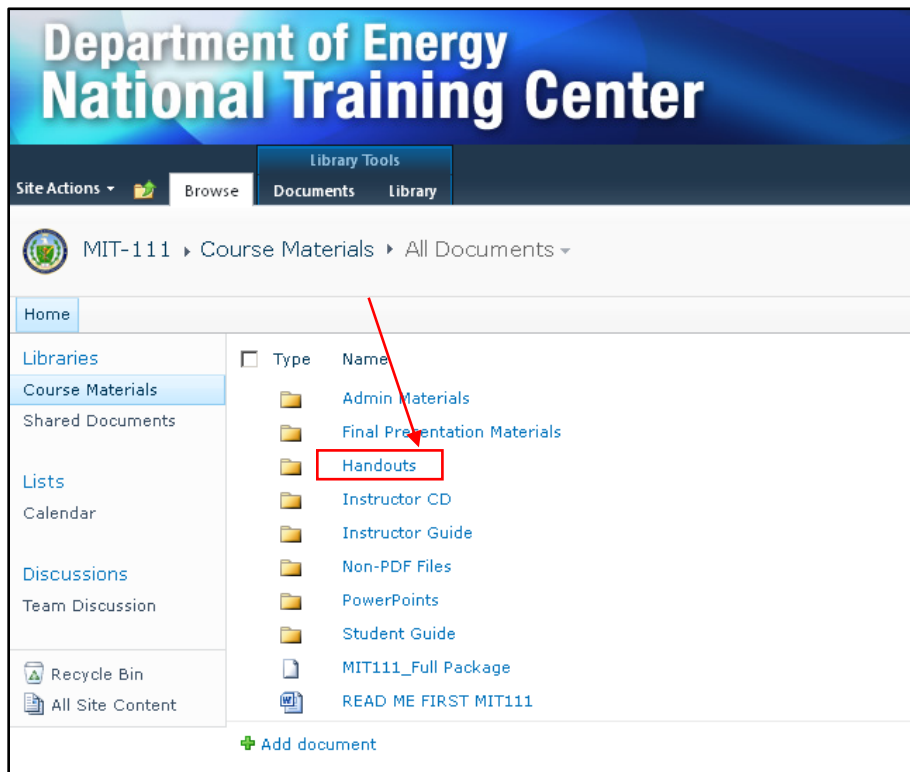 Department of Energy
National Training Center
Library Tools
Site Actions
Browse
Documents
Library
MIT-111 ▸ Course Materials ▸ All Documents
Home
Libraries
Course Materials
Shared Documents
Lists
Calendar
Discussions
Team Discussion
Recycle Bin
All Site Content
Type Name
Admin Materials
Final Presentation Materials
Handouts
Instructor CD
Instructor Guide
Non-PDF Files
PowerPoints
Student Guide
MIT111_Full Package
READ ME FIRST MIT111
Add document